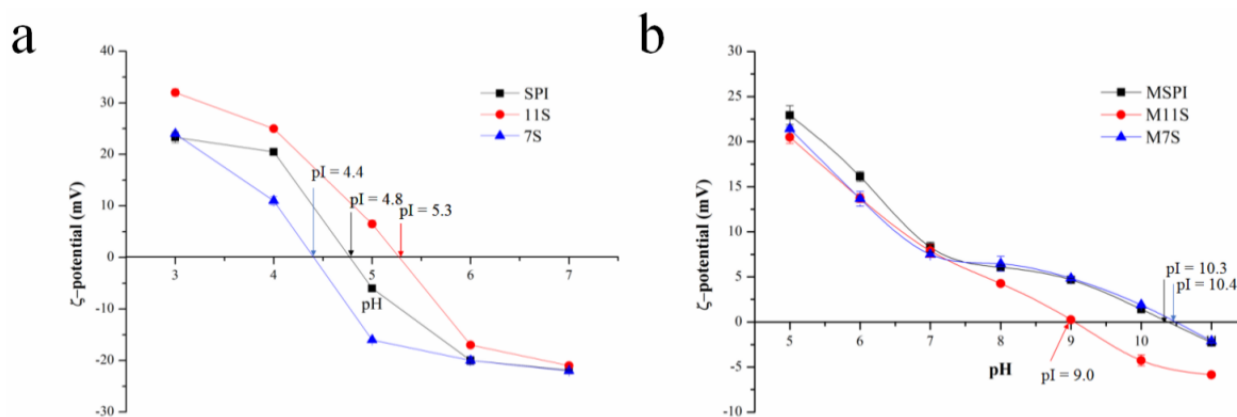 a
40
30
20
10
0
-10
-20
-30
ζ–potential (mV)
3
4
5
6
7
pH
SPI
11S
7S
pI = 4.4
pI = 4.8
pI = 5.3
b
30
25
20
15
10
5
0
-5
-10
ζ–potential (mV)
5
6
7
8
9
10
pH
MSPI
M11S
M7S
pI = 10.3
pI = 10.4
pI = 9.0